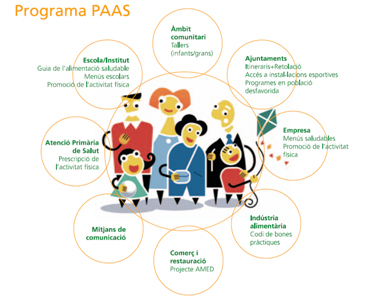 Programa PAAS
Àmbit
comunitari
Tallers
(infants/grans)
Escola/Institut
Guia de l'alimentació saludable
Menús escolars
Promoció de l'activitat física
Ajuntaments
Itineraris+Retolació
Accés a instal·lacions esportives
Programes en població
desfavorida
Atenció Primària
de Salut
Prescripció de
l'activitat física
Empresa
Menús saludables
Promoció de l'activitat
física
Mitjans de
comunicació
Indústria
alimentària
Codi de bones
pràctiques
Comerç i
restauració
Projecte AMED